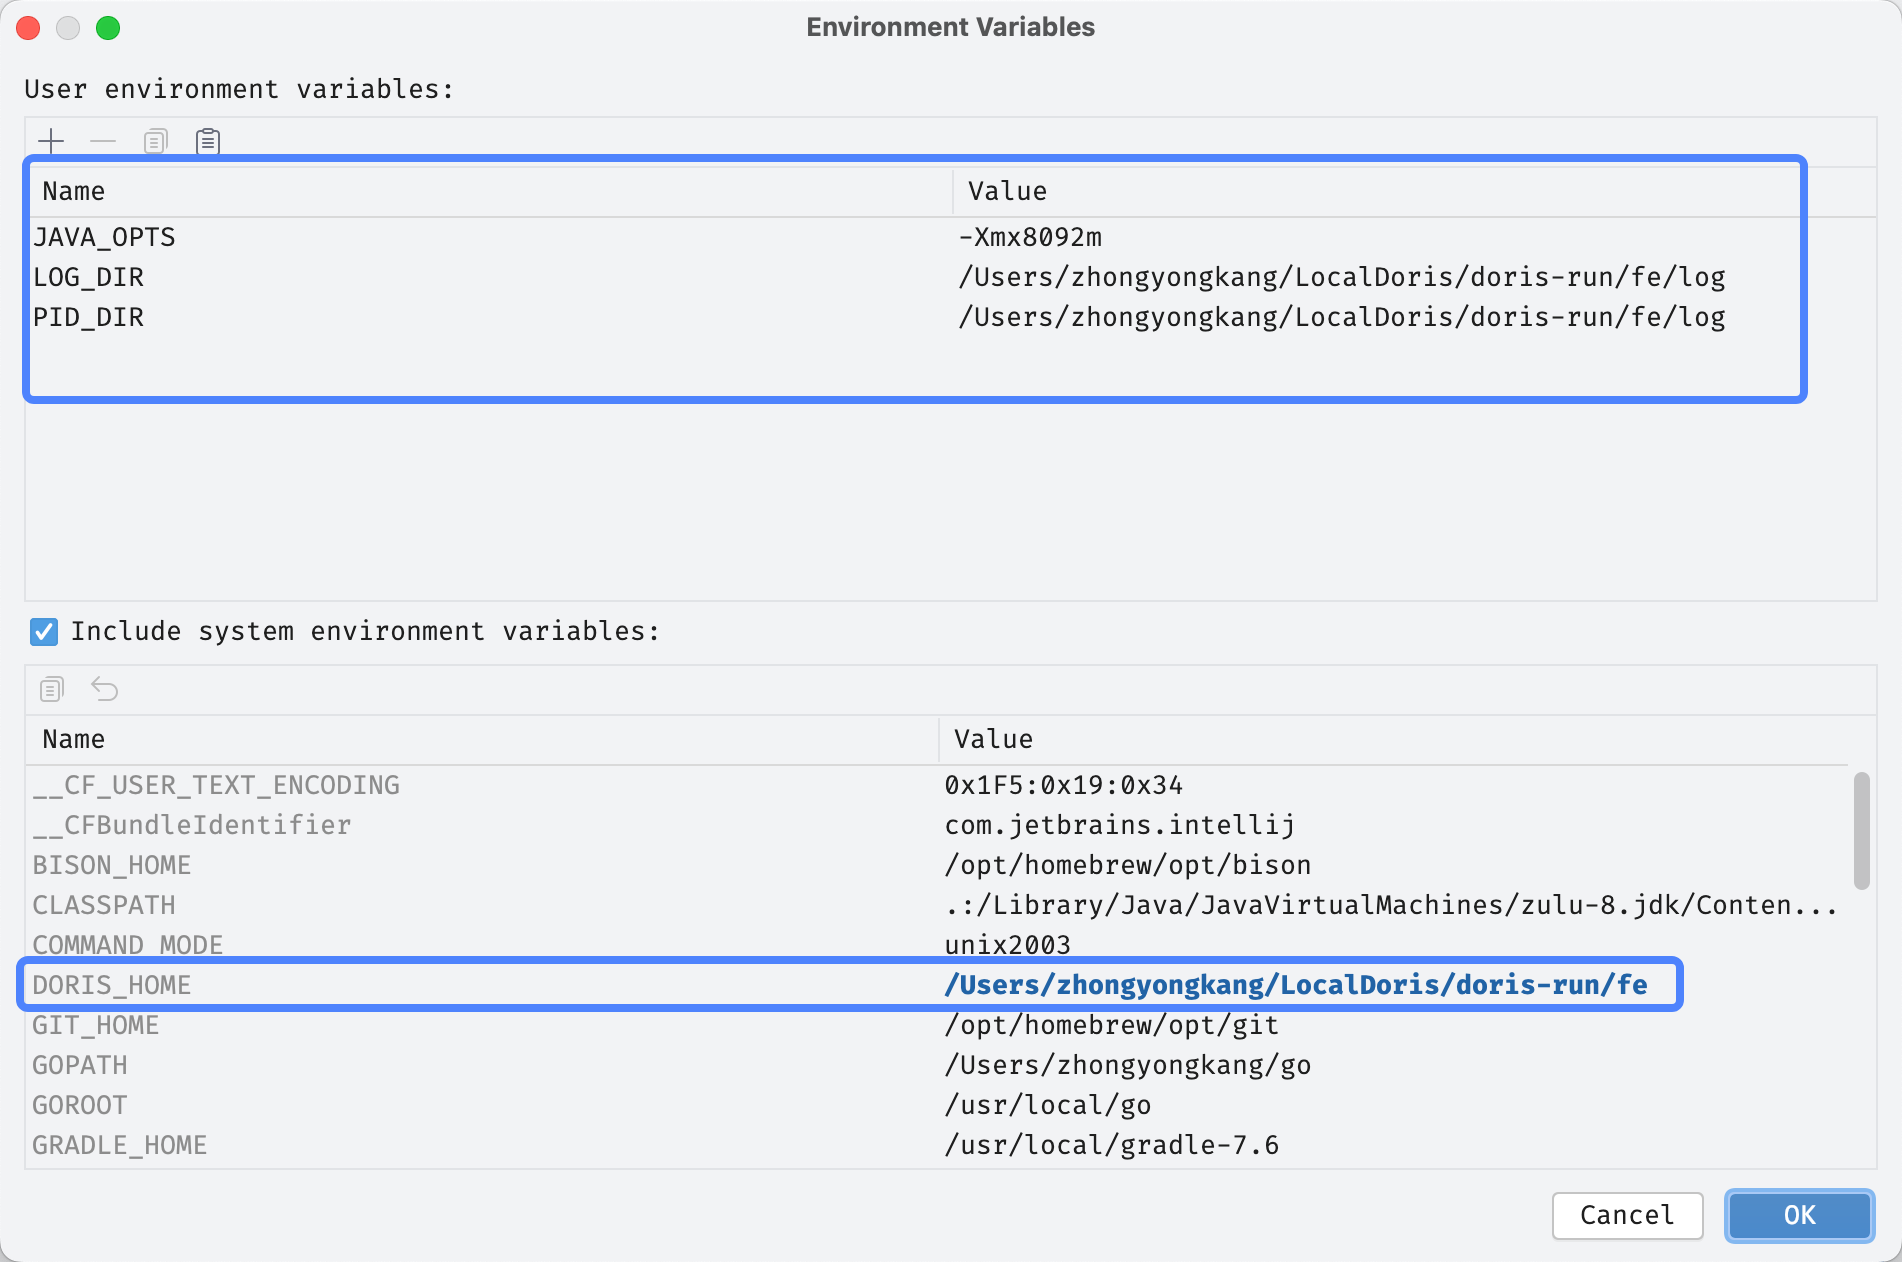 Environment Variables
User environment variables:
Name Value
JAVA_OPTS -Xmx8092m
LOG_DIR /Users/zhongyongkang/LocalDoris/doris-run/fe/log
PID_DIR /Users/zhongyongkang/LocalDoris/doris-run/fe/log
Include system environment variables:
Name Value
__CF_USER_TEXT_ENCODING 0x1F5:0x19:0x34
__CFBundleIdentifier com.jetbrains.intellij
BISON_HOME /opt/homebrew/opt/bison
CLASSPATH .:/Library/Java/JavaVirtualMachines/zulu-8.jdk/Conten...
COMMAND_MODE unix2003
DORIS_HOME /Users/zhongyongkang/LocalDoris/doris-run/fe
GIT_HOME /opt/homebrew/opt/git
GOPATH /Users/zhongyongkang/go
GOROOT /usr/local/go
GRADLE_HOME /usr/local/gradle-7.6
Cancel OK